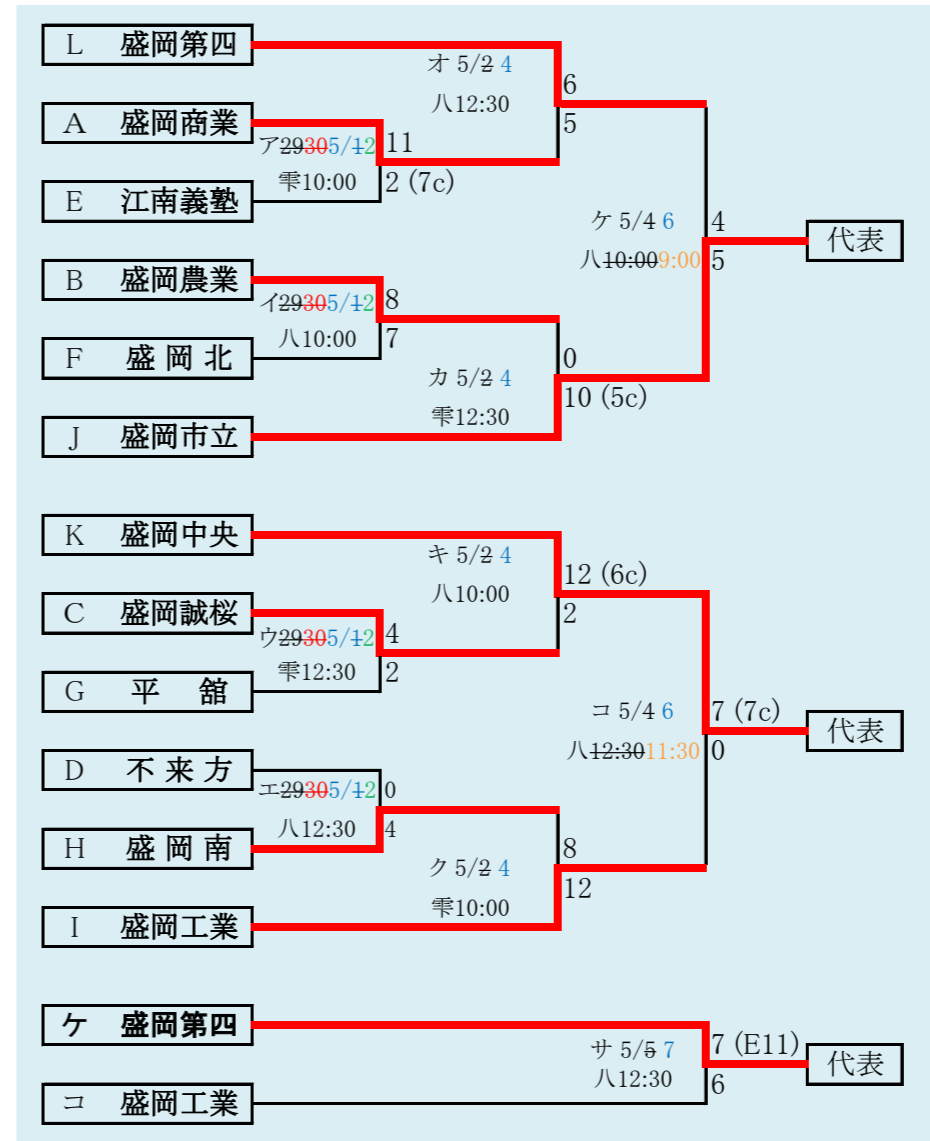 L 盛岡第四
オ 5/2 4
6
八12:30
A 盛岡商業
5
ア29305/12
11
雫10:00
2 (7c)
E 江南義塾
ケ 5/4 6
4
代表
八10:009:00
5
B 盛岡農業
イ29305/12
8
八10:00
7
F 盛岡北
0
カ 5/2 4
10 (5c)
雫12:30
J 盛岡市立
K 盛岡中央
キ 5/2 4
12 (6c)
八10:00
C 盛岡誠桜
2
ウ29305/12
4
雫12:30
2
G 平舘
コ 5/4 6
7 (7c)
代表
八12:3011:30
0
D 不来方
エ29305/12
0
八12:30
4
H 盛岡南
8
ク 5/2 4
12
雫10:00
I 盛岡工業
ケ 盛岡第四
サ 5/5 7
7 (E11)
代表
八12:30
6
コ 盛岡工業